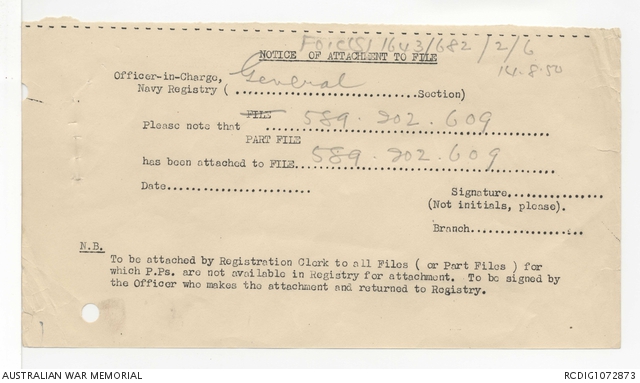 FOIC(S) 1643/682/2/6
NOTICE OF ATTACHMENT TO FILE
14.8.50
Officer-in-Charge,
Navy Registry ( General Section)
FILE
Please note that 589.202.609
PART FILE
has been attached to FILE 589.202.609
Date
Signature
(Not initials, please).
Branch
N.B.
To be attached by Registration Clerk to all Files ( or Part Files ) for
which P.Ps. are not available in Registry for attachment. To be signed by
the Officer who makes the attachment and returned to Registry.
AUSTRALIAN WAR MEMORIAL
RCDIG1072873